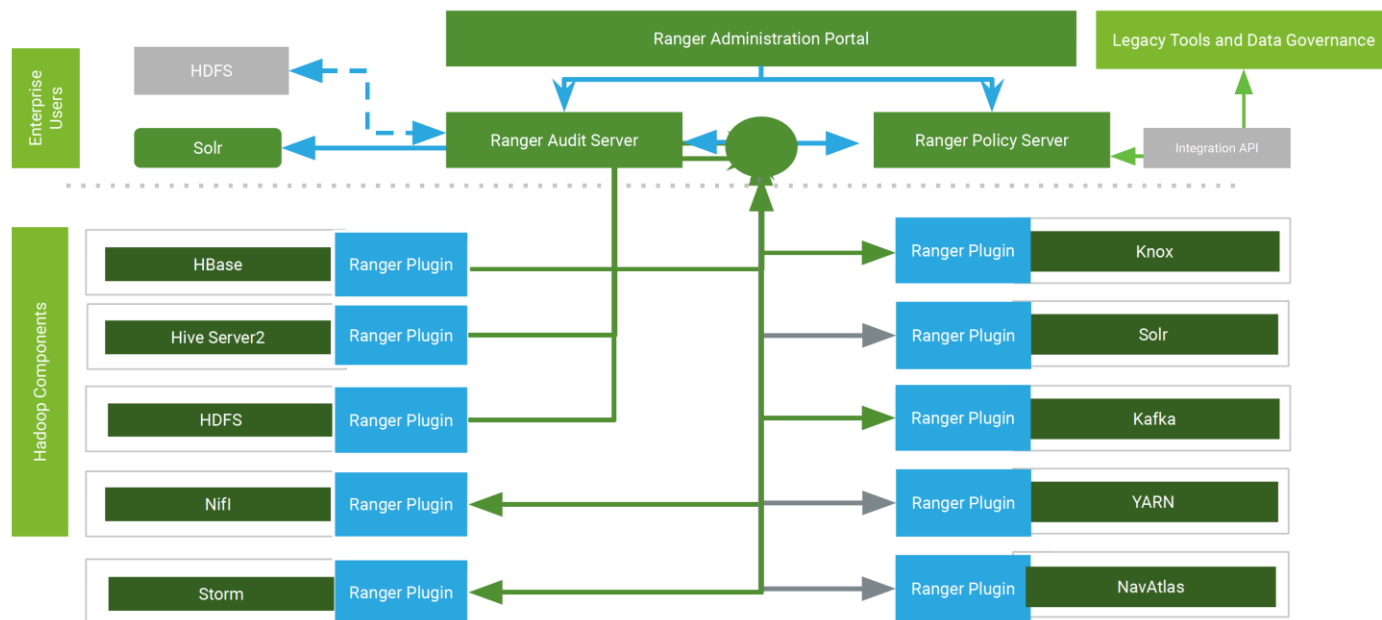 Ranger Administration Portal
Legacy Tools and Data Governance
Enterprise
Users
HDFS
Solr
Ranger Audit Server
Ranger Policy Server
Integration API
Hadoop Components
HBase
Ranger Plugin
Ranger Plugin
Knox
Hive Server2
Ranger Plugin
Ranger Plugin
Solr
HDFS
Ranger Plugin
Ranger Plugin
Kafka
NifI
Ranger Plugin
Ranger Plugin
YARN
Storm
Ranger Plugin
Ranger Plugin
NavAtlas